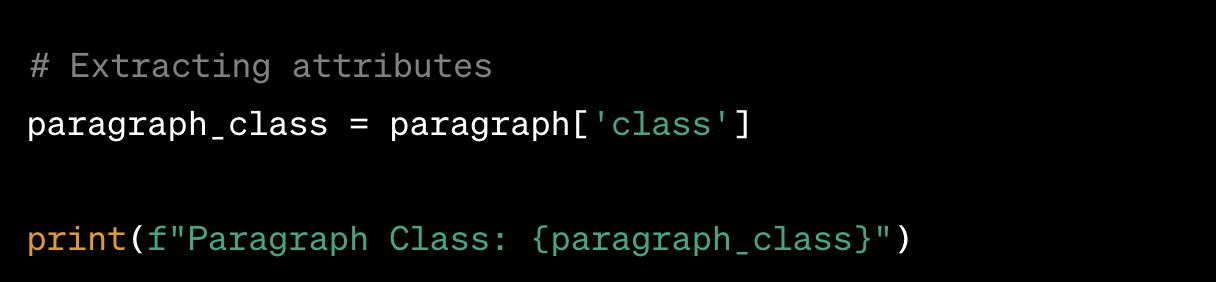 # Extracting attributes
paragraph_class = paragraph['class']
print(f"Paragraph Class: {paragraph_class}")